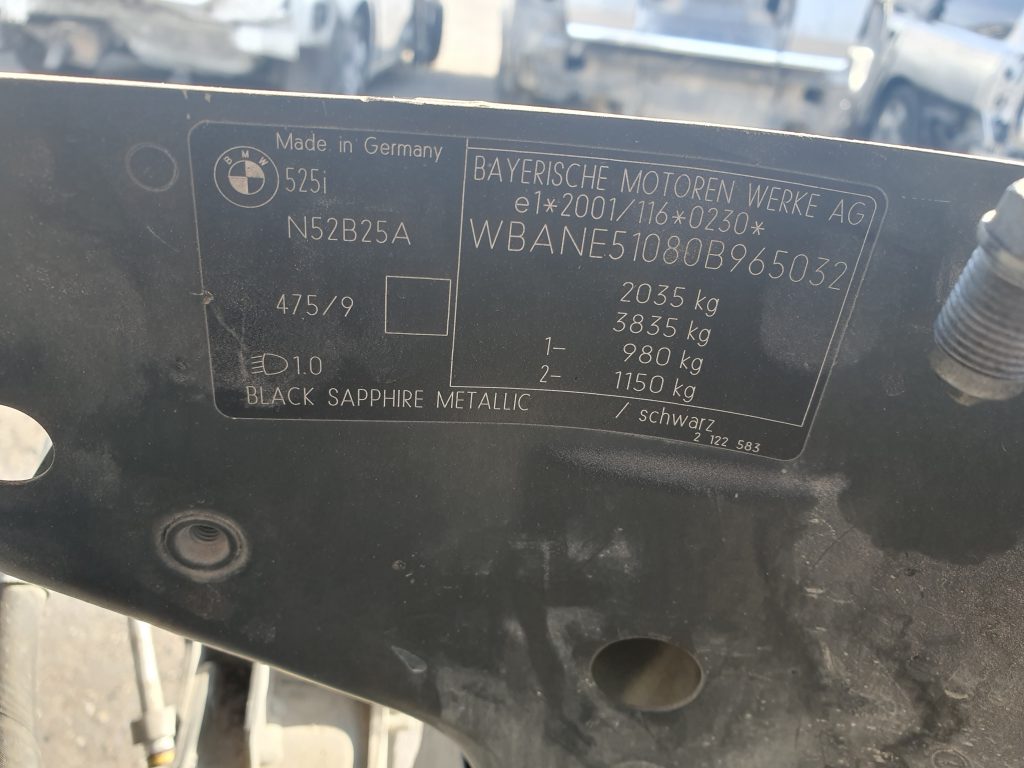 Made in Germany
BMW
525i
N52B25A
475/9
1.0
BLACK SAPPHIRE METALLIC / schwarz
2 122 583
BAYERISCHE MOTOREN WERKE AG
e1*2001/116*0230*
WBANE51080B965032
2035 kg
3835 kg
1- 980 kg
2- 1150 kg